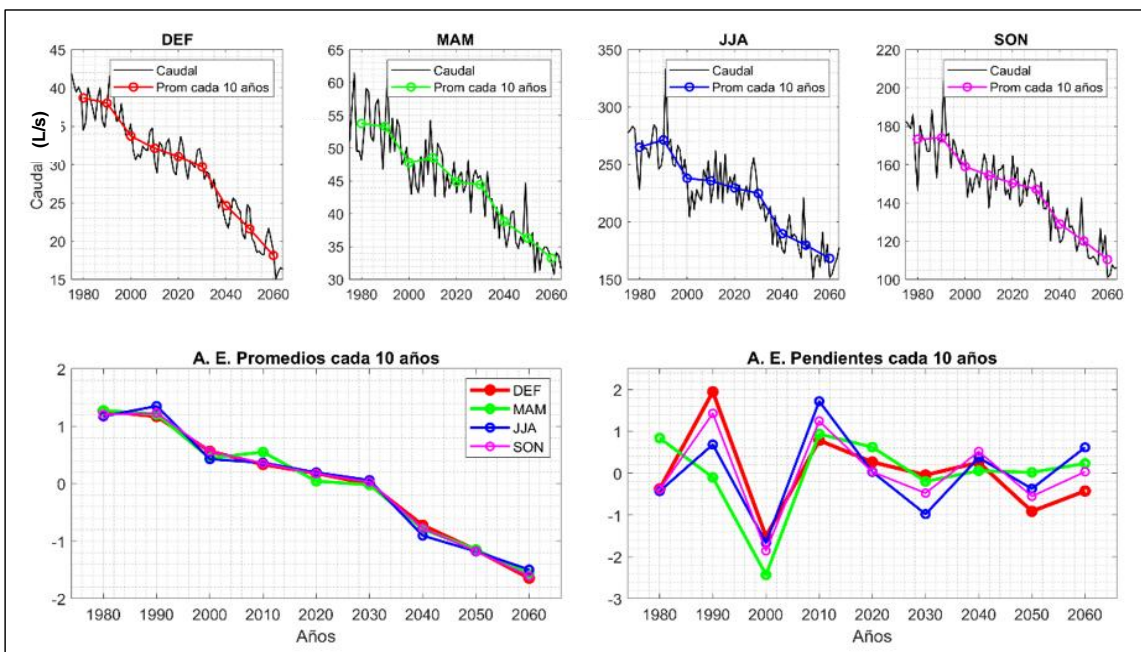 DEF
MAM
JJA
SON
45
40
5
30
25
20
15
Caudal (L/s)
Caudal
Prom cada 10 años
1980 2000 2020 2040 2060
65
60
55
50
45
40
35
30
Caudal
Prom cada 10 años
1980 2000 2020 2040 2060
350
300
250
200
150
Caudal
Prom cada 10 años
1980 2000 2020 2040 2060
220
200
180
160
140
120
100
Caudal
Prom cada 10 años
1980 2000 2020 2040 2060
A. E. Promedios cada 10 años
2
1
0
-1
-2
DEF
MAM
JJA
SON
1980 1990 2000 2010 2020 2030 2040 2050 2060
Años
A. E. Pendientes cada 10 años
2
1
0
-1
-2
-3
1980 1990 2000 2010 2020 2030 2040 2050 2060
Años